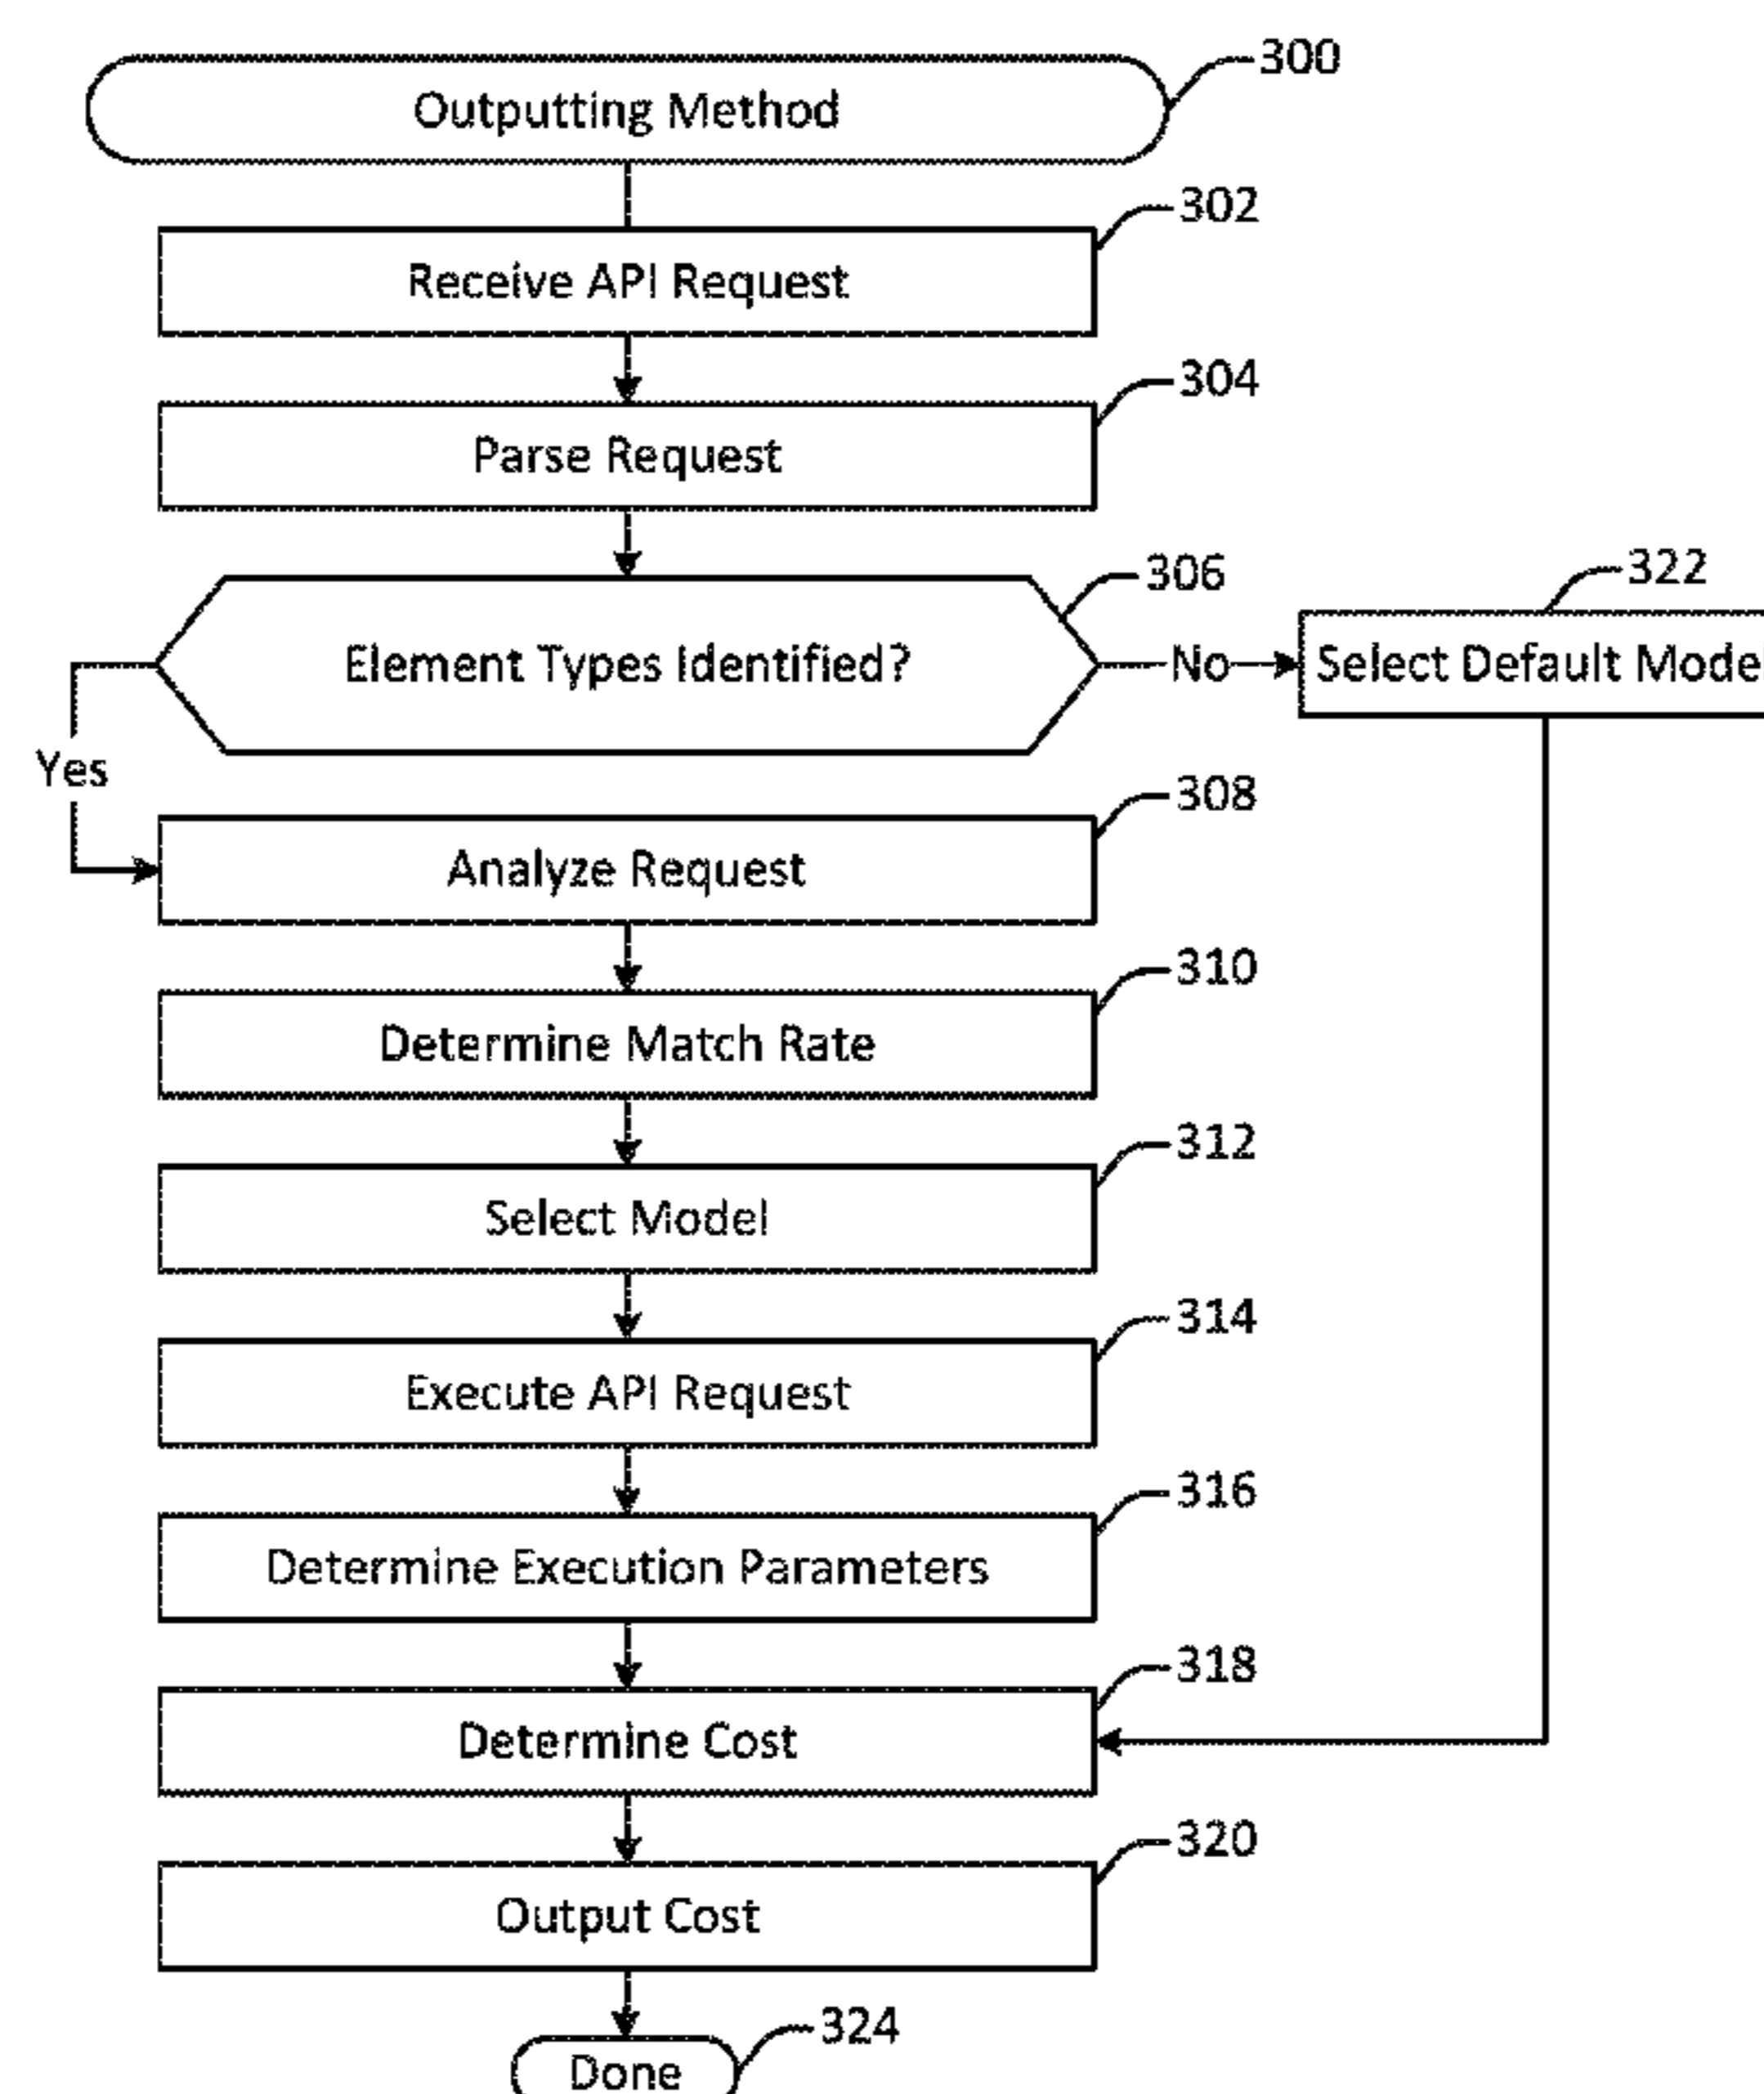 300
Outputting Method
302
Receive API Request
304
Parse Request
306
Element Types Identified?
No
322
Select Default Model
Yes
308
Analyze Request
310
Determine Match Rate
312
Select Model
314
Execute API Request
316
Determine Execution Parameters
318
Determine Cost
320
Output Cost
324
Done